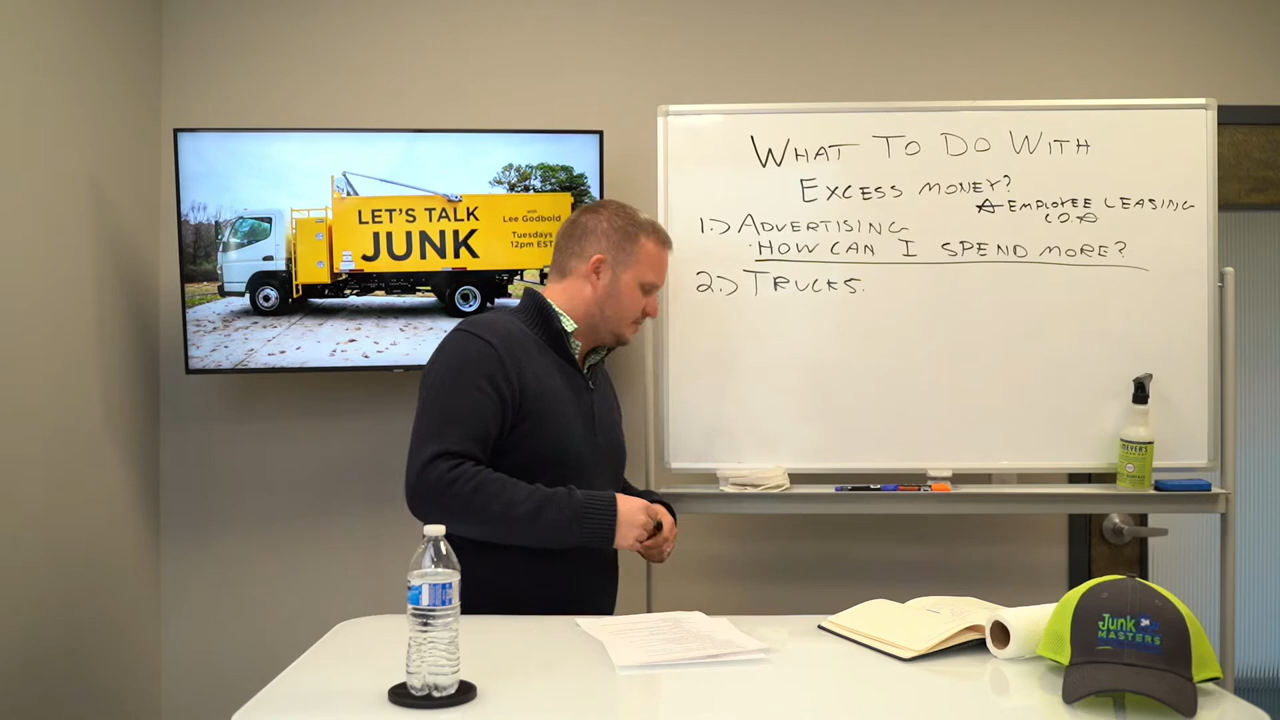 LET'S TALK
JUNK
with
Lee Godbold
Tuesdays
12pm EST
WHAT TO DO WITH
EXCESS MONEY?
EMPLOYEE LEASING
CO.
1.) ADVERTISING
· HOW CAN I SPEND MORE?
2.) TRUCKS.
MEYER'S
Junk
MASTERS